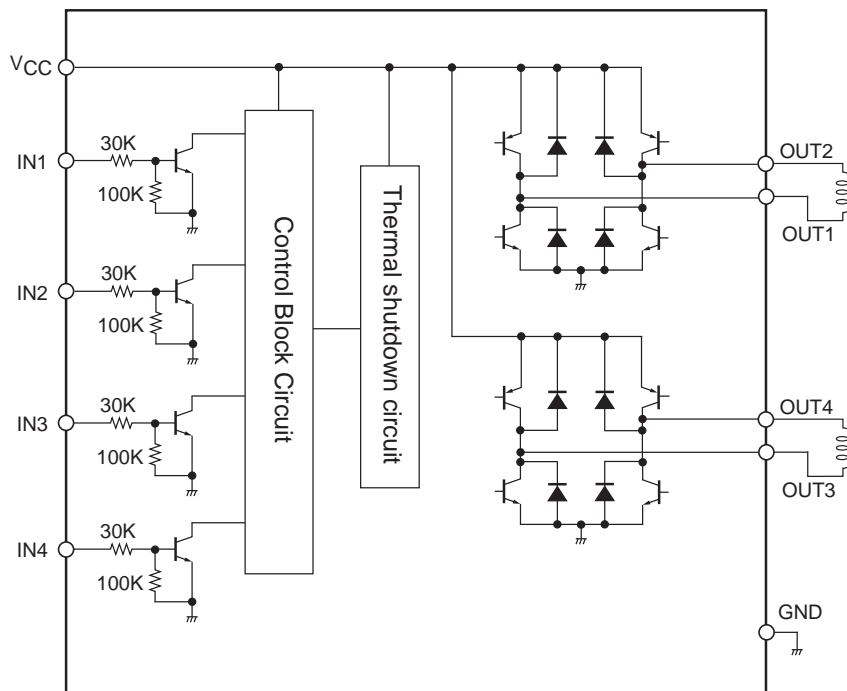 VCC
IN1
30K
100K
IN2
30K
100K
IN3
30K
100K
IN4
30K
100K
Control Block Circuit
Thermal shutdown circuit
OUT2
OUT1
OUT4
OUT3
GND